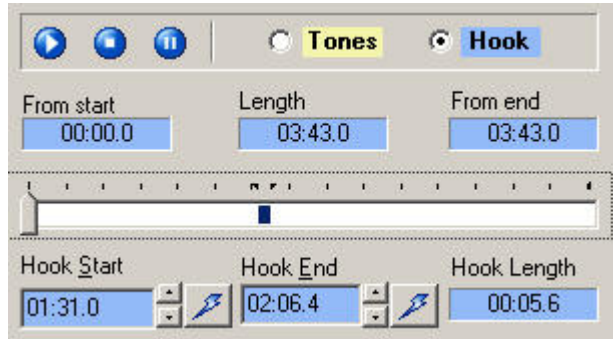 Tones Hook
From start Length From end
00:00.0 03:43.0 03:43.0
Hook Start Hook End Hook Length
01:31.0 02:06.4 00:05.6